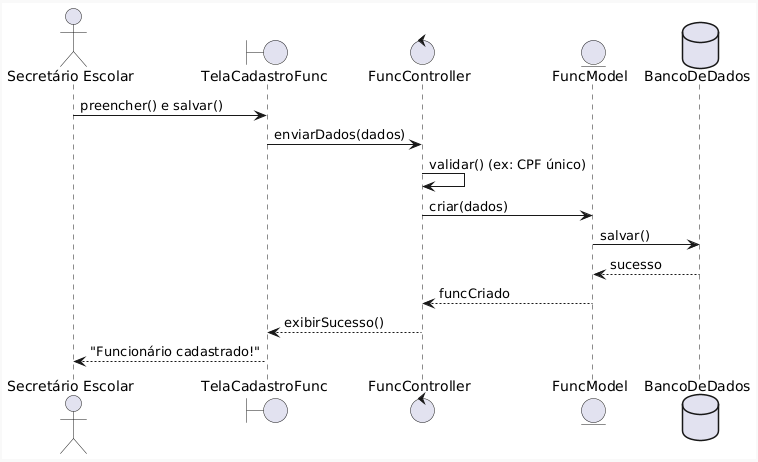 Secretário Escolar TelaCadastroFunc FuncController FuncModel BancoDeDados
preencher() e salvar()
enviarDados(dados)
validar() (ex: CPF único)
criar(dados)
salvar()
sucesso
funcCriado
exibirSucesso()
"Funcionário cadastrado!"
Secretário Escolar TelaCadastroFunc FuncController FuncModel BancoDeDados